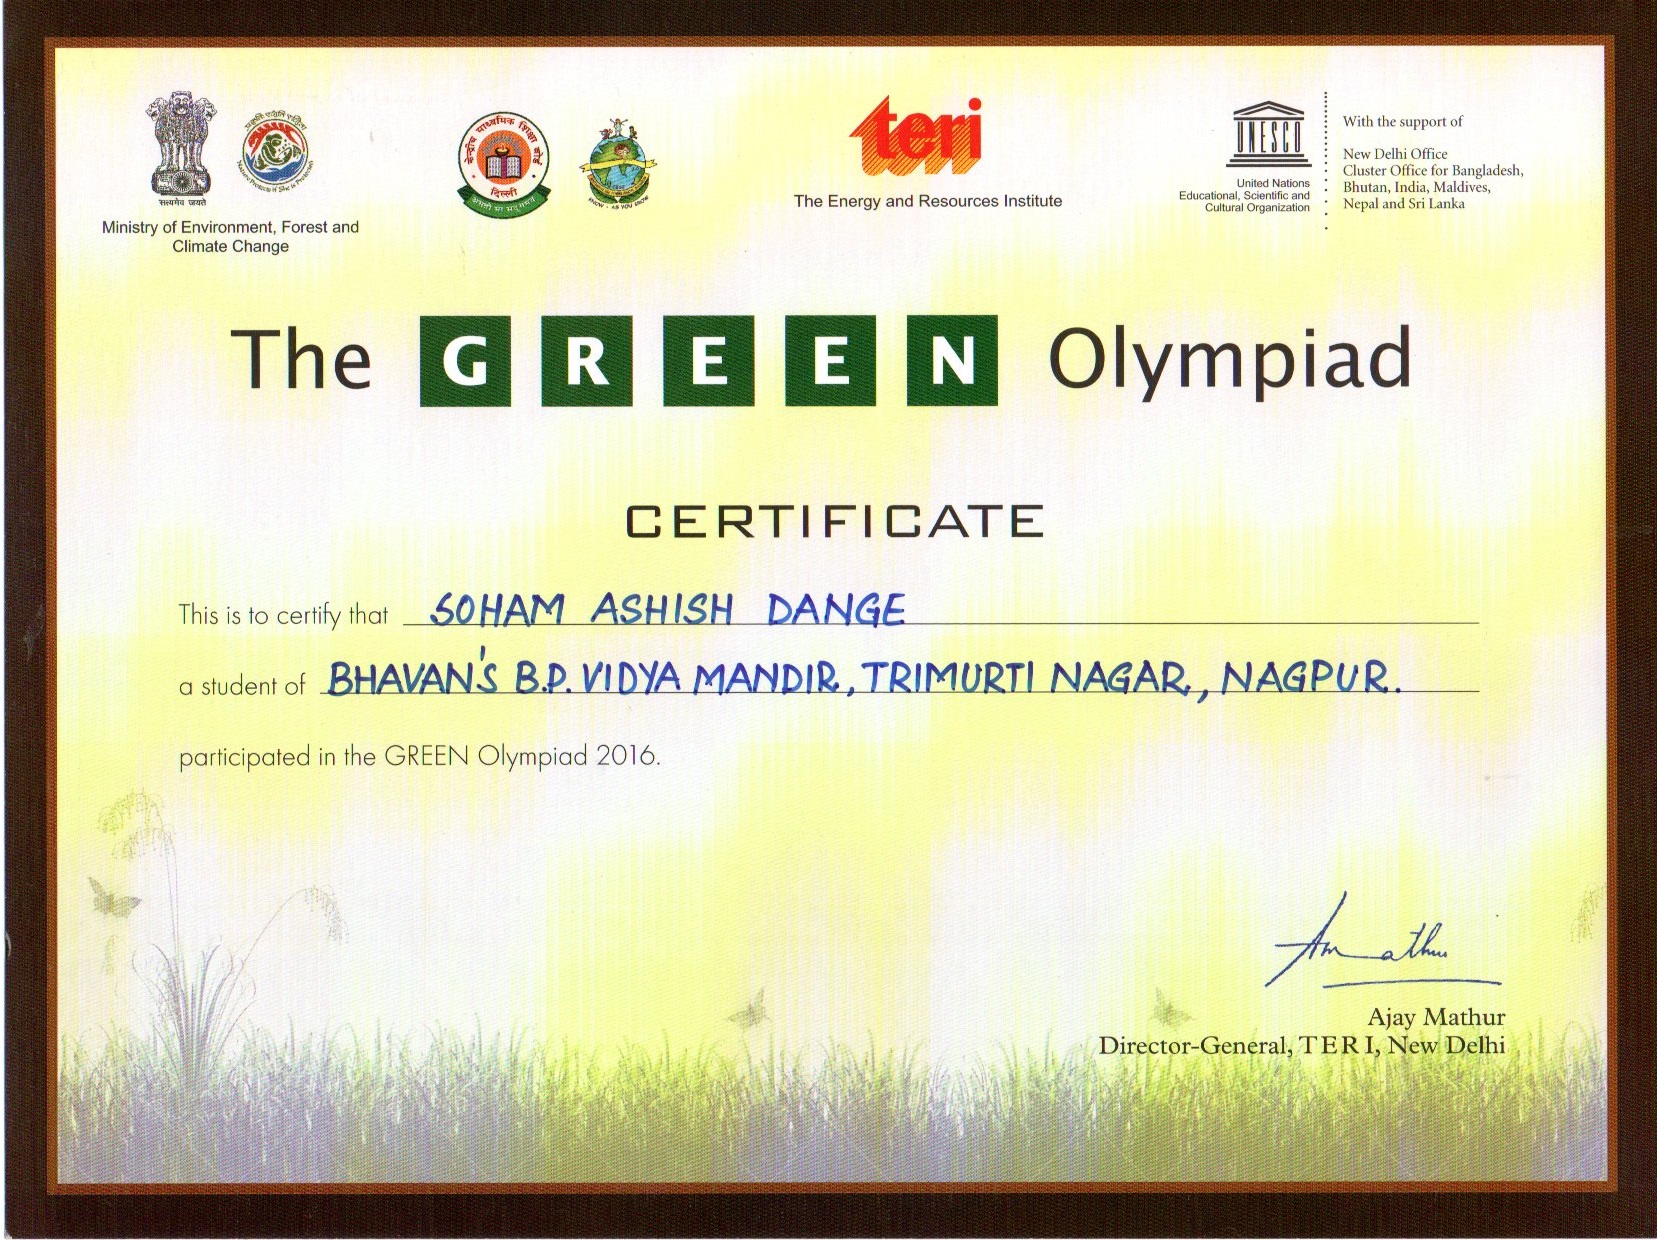 सत्यमेव जयते
Ministry of Environment, Forest and
Climate Change
केन्द्रीय माध्यमिक शिक्षा बोर्ड
दिल्ली
असतो मा सद्गमय
teri
The Energy and Resources Institute
UNESCO
United Nations
Educational, Scientific and
Cultural Organization
With the support of
New Delhi Office
Cluster Office for Bangladesh,
Bhutan, India, Maldives,
Nepal and Sri Lanka
The GREEN Olympiad
CERTIFICATE
This is to certify that SOHAM ASHISH DANGE
a student of BHAVAN'S B.P. VIDYA MANDIR, TRIMURTI NAGAR, NAGPUR.
participated in the GREEN Olympiad 2016.
Amathur
Ajay Mathur
Director-General, TERI, New Delhi